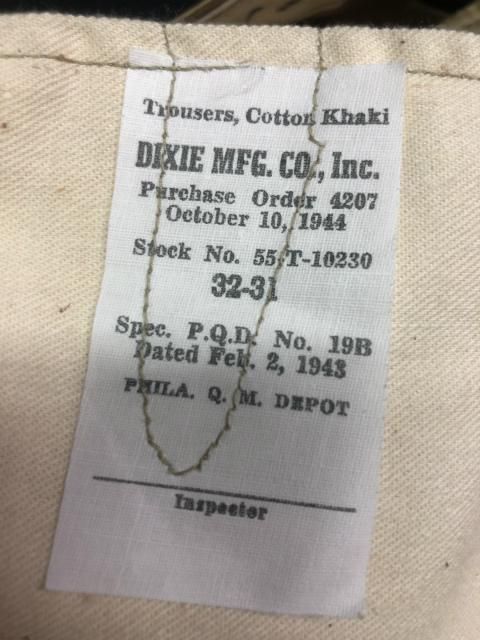 Trousers, Cotton Khaki
DIXIE MFG. CO., Inc.
Purchase Order 4207
October 10, 1944
Stock No. 55-T-10230
32-31
Spec. P.Q.D. No. 19B
Dated Feb. 2, 1943
PHILA. Q. M. DEPOT
Inspector